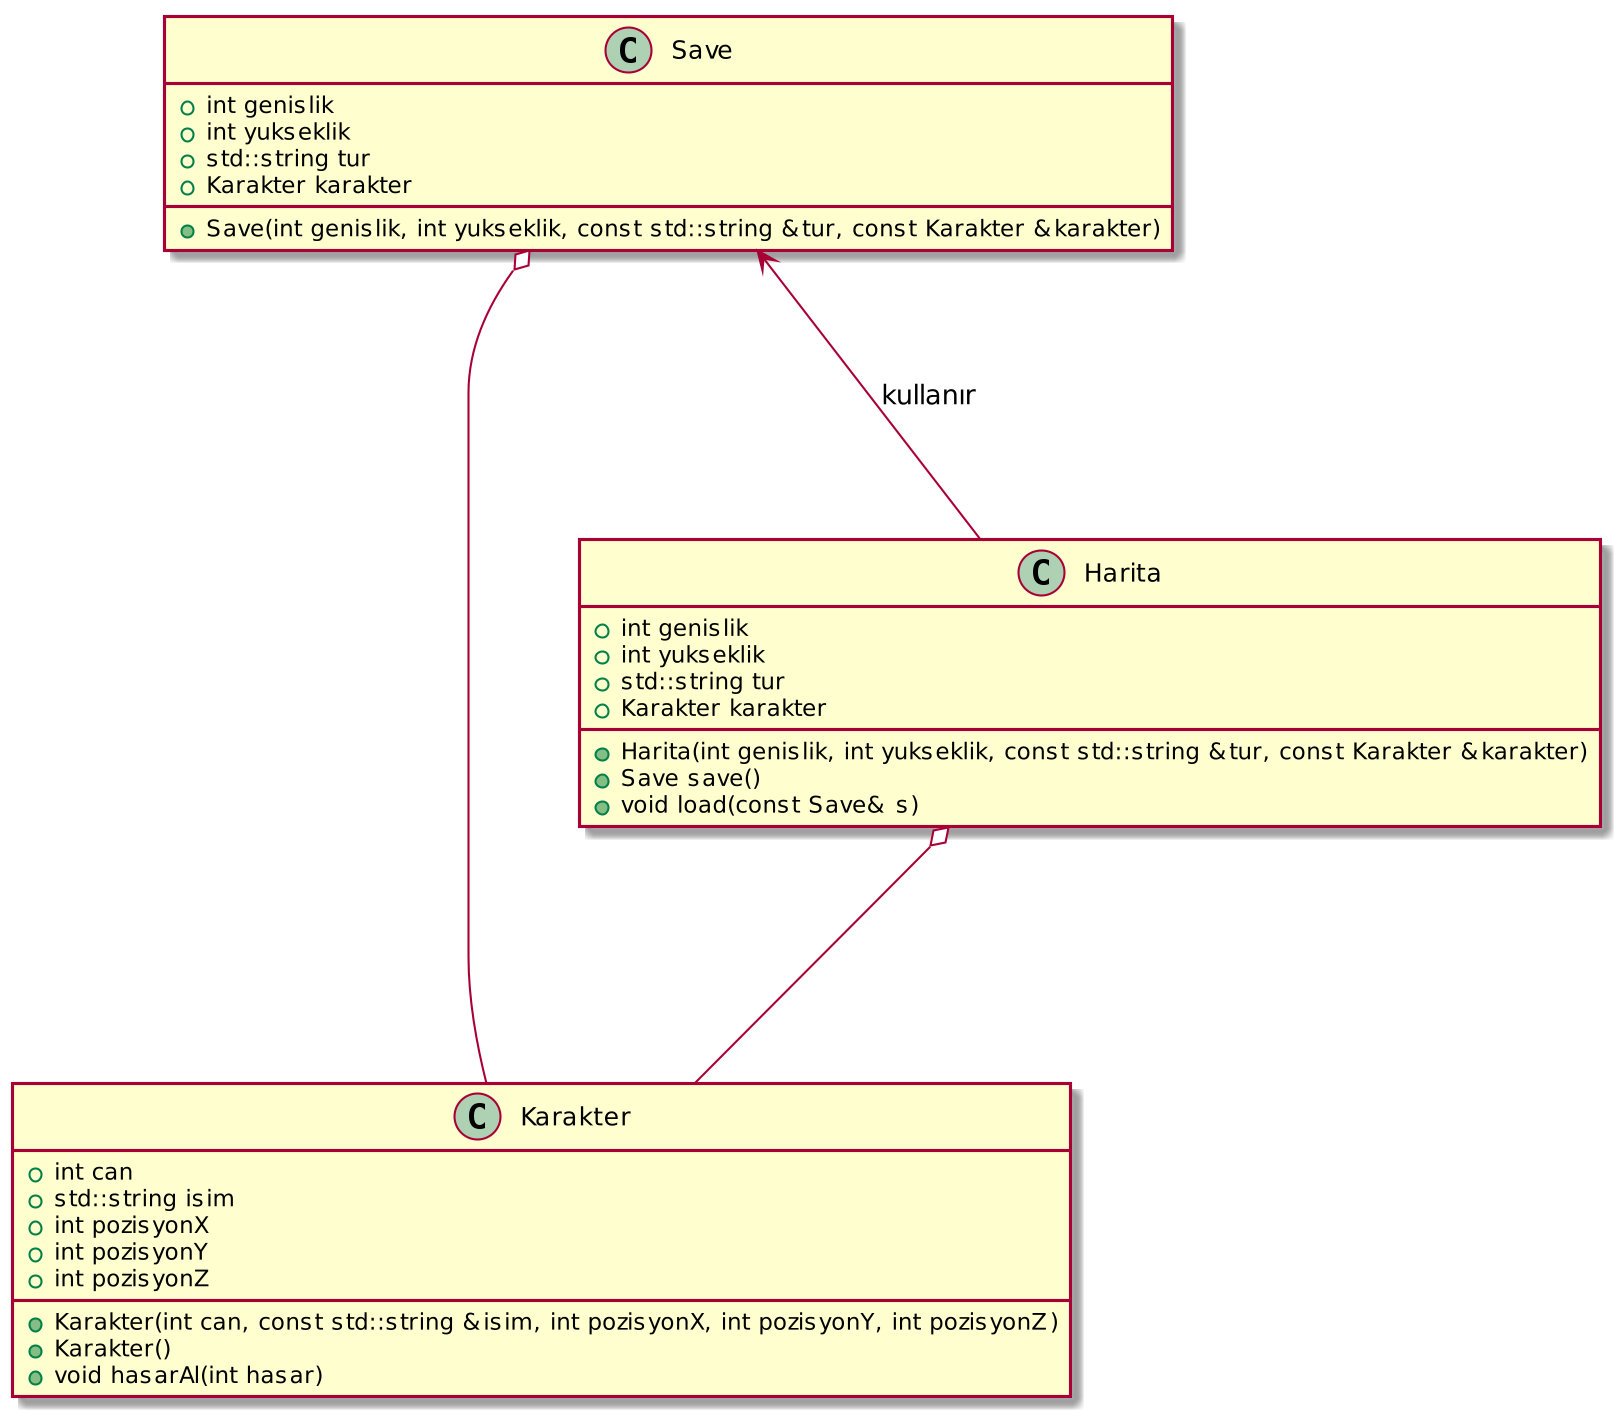 C Save
int genislik
int yukseklik
std::string tur
Karakter karakter
Save(int genislik, int yukseklik, const std::string &tur, const Karakter &karakter)
kullanır
C Harita
int genislik
int yukseklik
std::string tur
Karakter karakter
Harita(int genislik, int yukseklik, const std::string &tur, const Karakter &karakter)
Save save()
void load(const Save& s)
C Karakter
int can
std::string isim
int pozisyonX
int pozisyonY
int pozisyonZ
Karakter(int can, const std::string &isim, int pozisyonX, int pozisyonY, int pozisyonZ)
Karakter()
void hasarAl(int hasar)